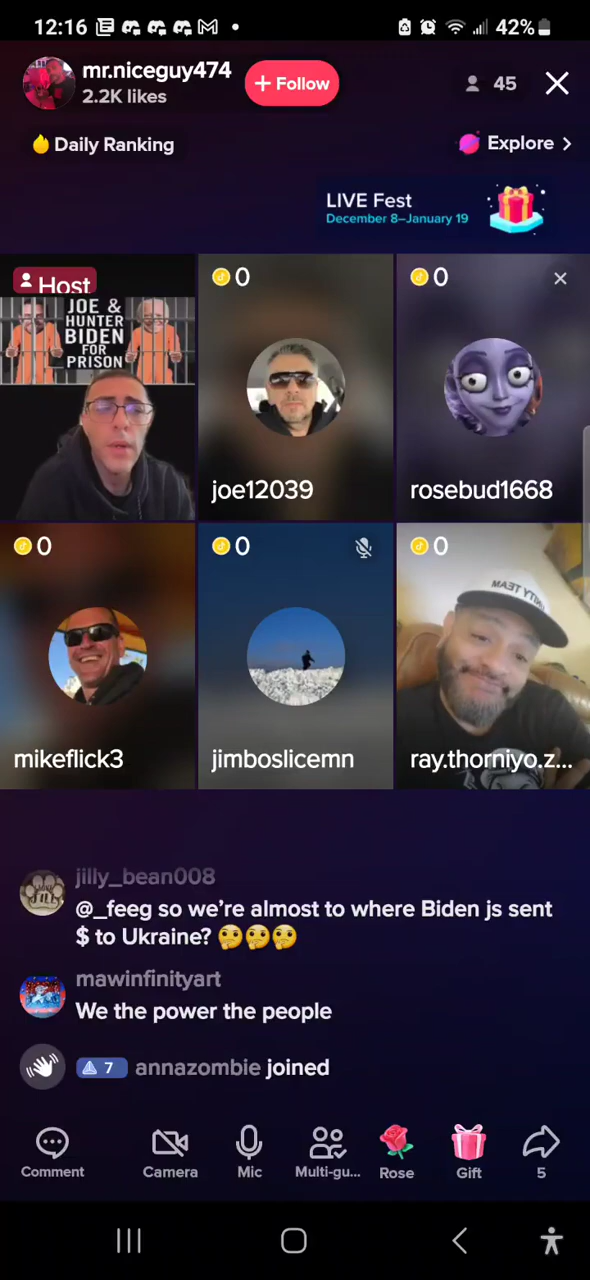 12:16
42%
mr.niceguy474
2.2K likes
+ Follow
45
Daily Ranking
Explore >
LIVE Fest
December 8–January 19
Host
JOE &
HUNTER
BIDEN
FOR
PRISON
0
joe12039
0
rosebud1668
0
mikeflick3
0
jimboslicemn
0
ray.thorniyo.z...
jilly_bean008
@_feeg so we're almost to where Biden js sent
$ to Ukraine? 🤔🤔🤔
mawinfinityart
We the power the people
7 annazombie joined
Comment
Camera
Mic
Multi-gu...
Rose
Gift
5